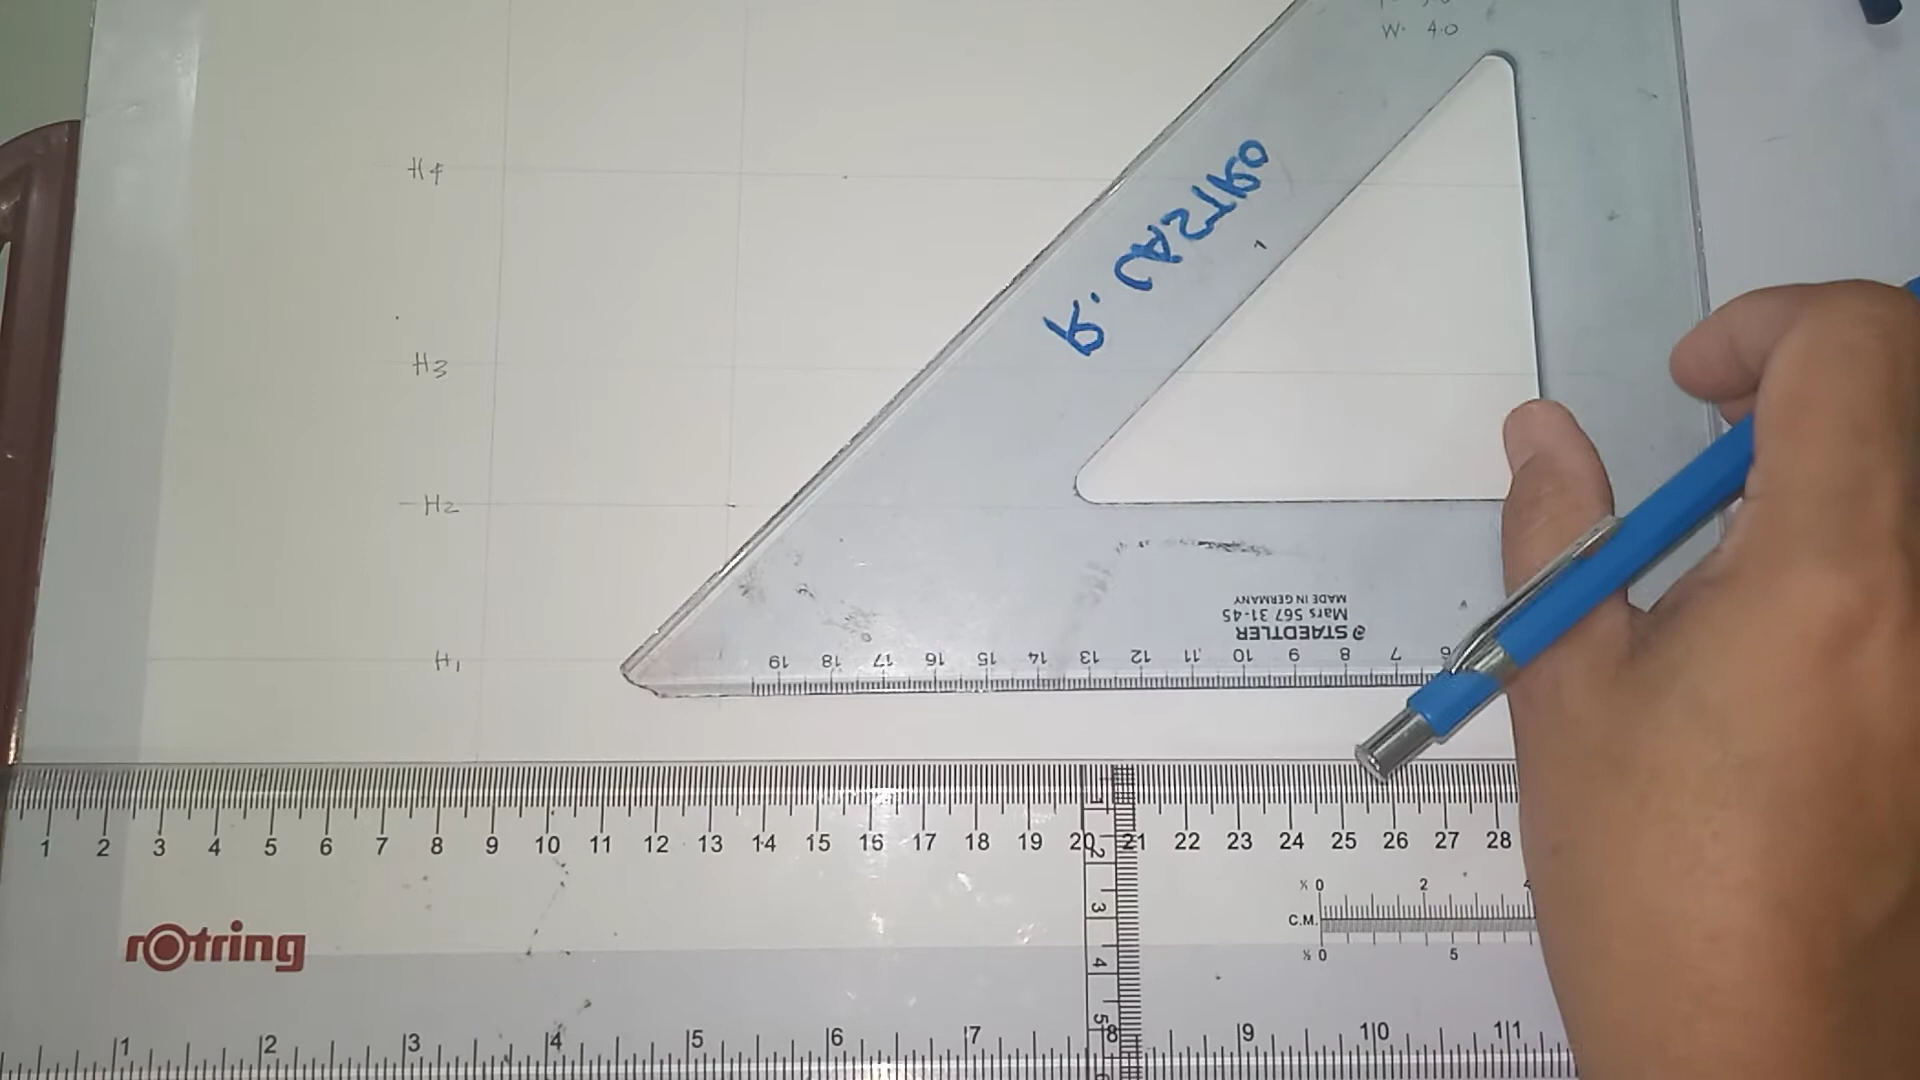 W. 4.0
H4
R. LASTRO
H3
H2
MADE IN GERMANY
Mars 567 31-45
STAEDTLER
H1
19 18 17 16 15 14 13 12 11 10 9 8 7 6
1 2 3 4 5 6 7 8 9 10 11 12 13 14 15 16 17 18 19 20 21 22 23 24 25 26 27 28
1
2
3
4
5
6
% 0 2 4
C.M.
% 0 5
rotring
1 2 3 4 5 6 7 8 9 10 11